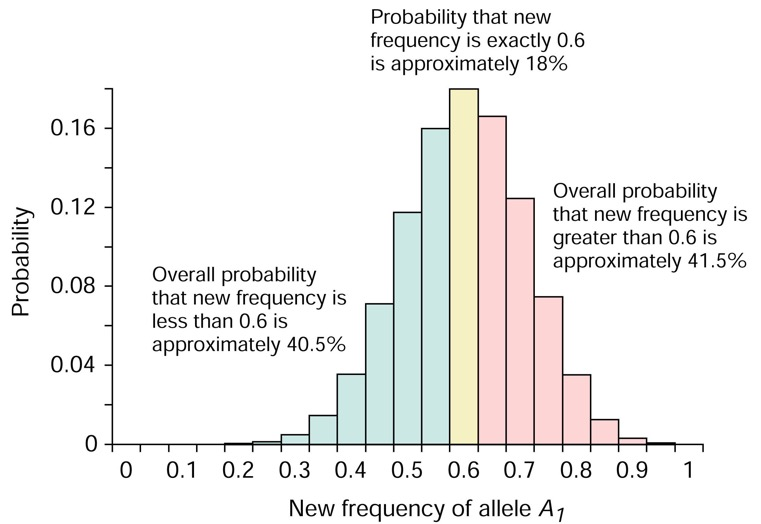 Probability that new
frequency is exactly 0.6
is approximately 18%
0.16
Overall probability
that new frequency is
greater than 0.6 is
approximately 41.5%
0.12
Probability
Overall probability
that new frequency is
less than 0.6 is
approximately 40.5%
0.08
0.04
0
0 0.1 0.2 0.3 0.4 0.5 0.6 0.7 0.8 0.9 1
New frequency of allele A1